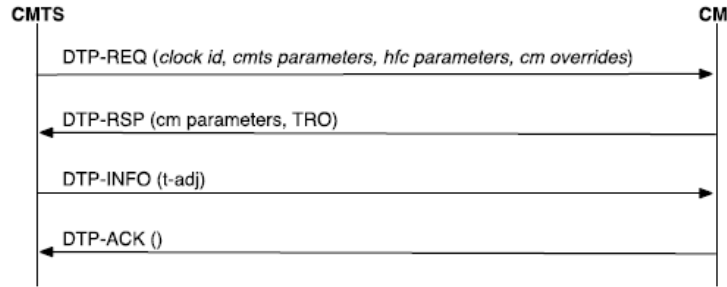 CMTS CM
DTP-REQ (clock id, cmts parameters, hfc parameters, cm overrides)
DTP-RSP (cm parameters, TRO)
DTP-INFO (t-adj)
DTP-ACK ()